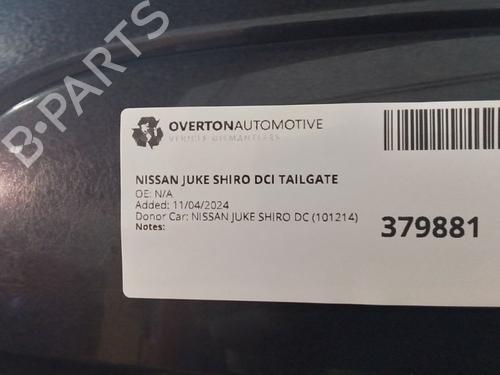 B-PARTS
OVERTONAUTOMOTIVE
VEHICLE DISMANTLERS
NISSAN JUKE SHIRO DCI TAILGATE
OE: N/A
Added: 11/04/2024
Donor Car: NISSAN JUKE SHIRO DC (101214)
Notes:
379881